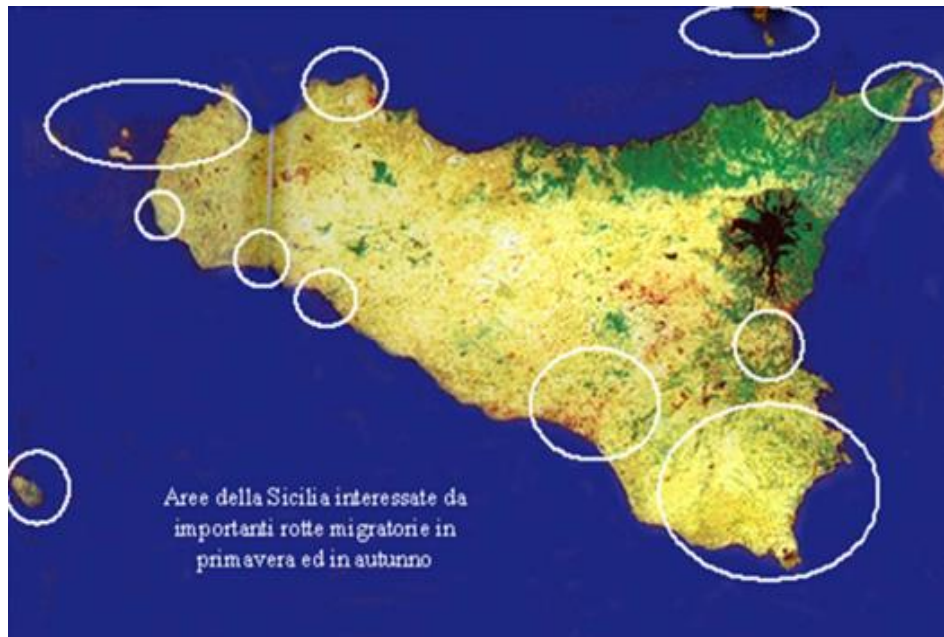 Aree della Sicilia interessate da
importanti rotte migratorie in
primavera ed in autunno